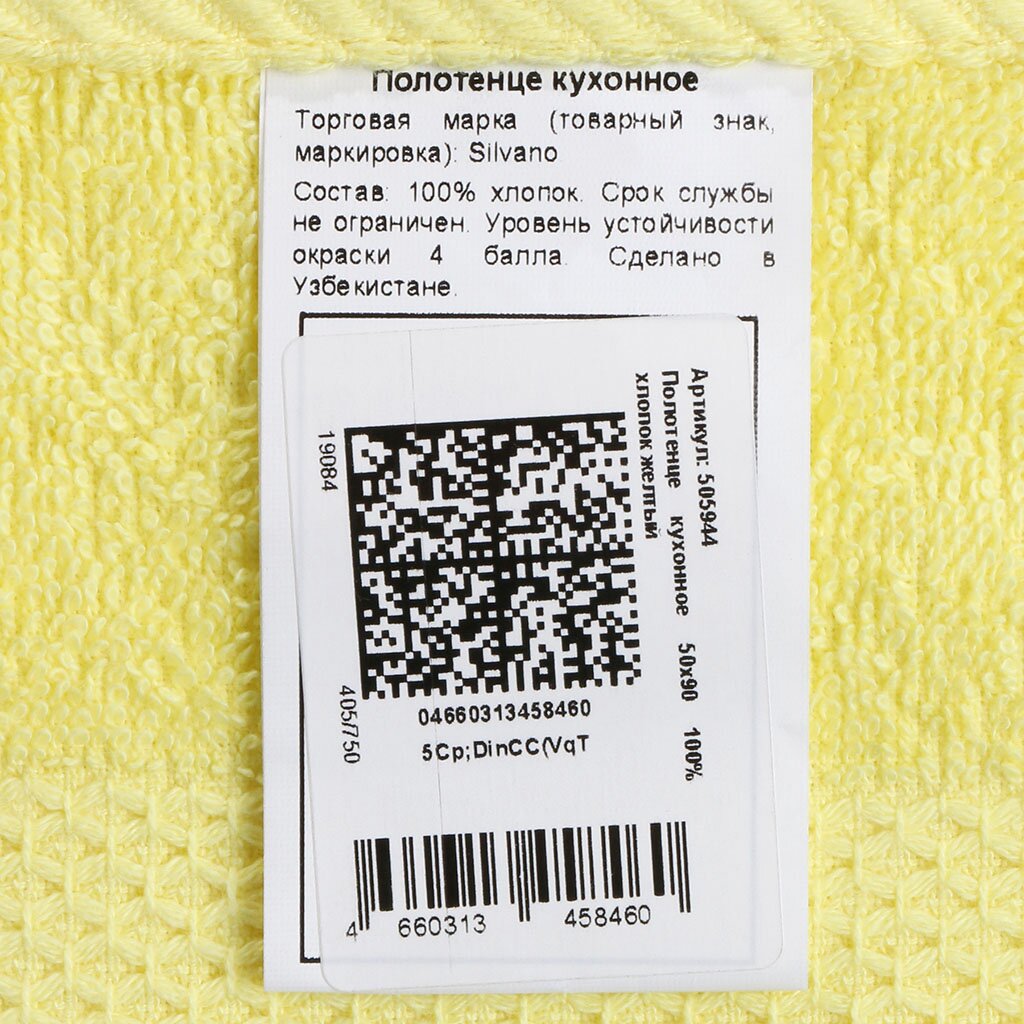 Полотенце кухонное
Торговая марка (товарный знак,
маркировка): Silvano
Состав: 100% хлопок. Срок службы
не ограничен. Уровень устойчивости
окраски 4 балла. Сделано в
Узбекистане.
Артикул: 505944
Полотенце кухонное 50х90 100%
хлопок желтый
19084
405/750
04660313458460
5Cp;DinCC(VqT
4 660313 458460